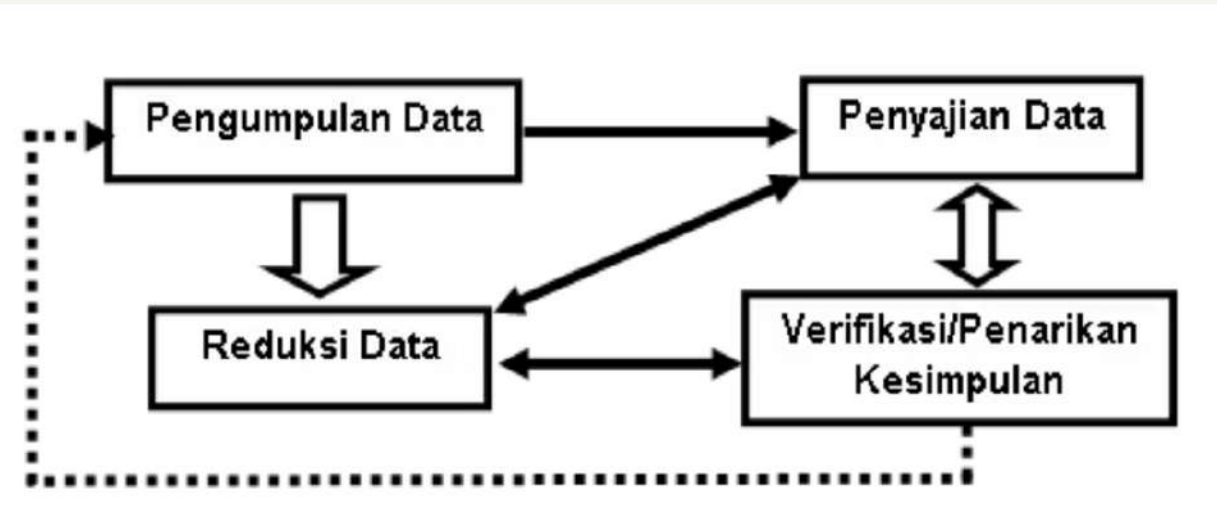 Pengumpulan Data
Penyajian Data
Reduksi Data
Verifikasi/Penarikan
Kesimpulan